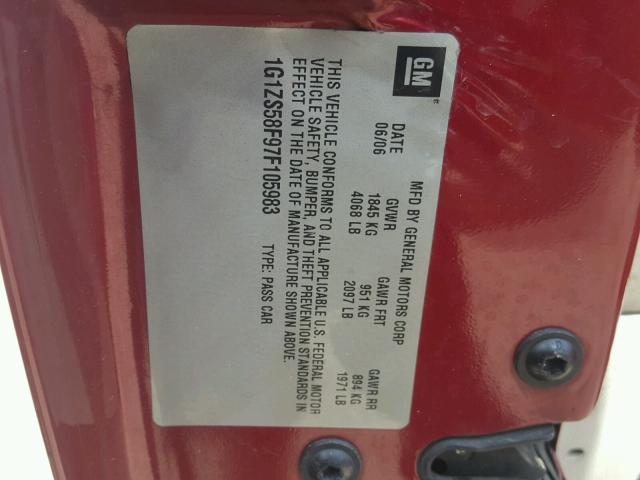 GM
MFD BY GENERAL MOTORS CORP
DATE GVWR GAWR FRT GAWR RR
06/06 1845 KG 951 KG 894 KG
4068 LB 2097 LB 1971 LB
THIS VEHICLE CONFORMS TO ALL APPLICABLE U.S. FEDERAL MOTOR
VEHICLE SAFETY, BUMPER, AND THEFT PREVENTION STANDARDS IN
EFFECT ON THE DATE OF MANUFACTURE SHOWN ABOVE.
1G1ZS58F97F105983 TYPE: PASS CAR